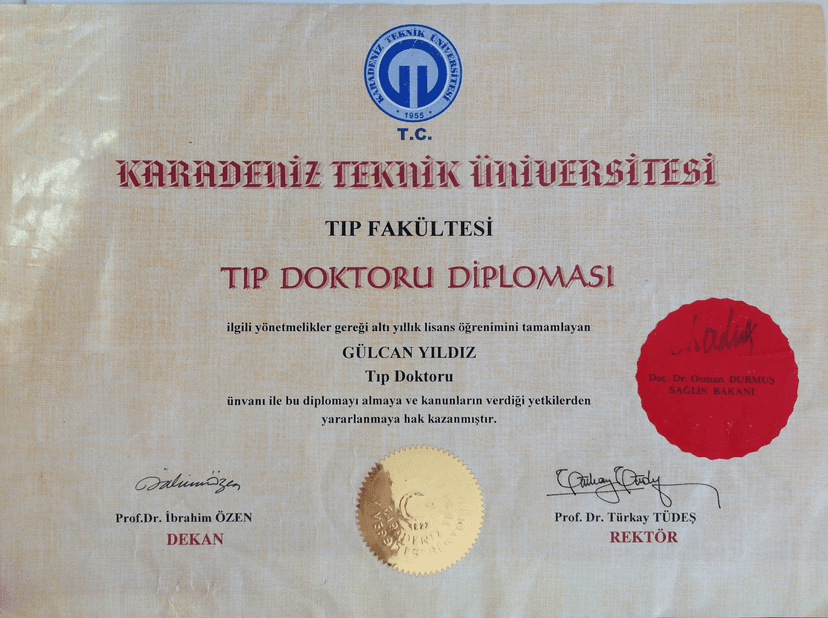 KARADENİZ TEKNİK ÜNİVERSİTESİ
1955
T.C.
KARADENİZ TEKNİK ÜNİVERSİTESİ
TIP FAKÜLTESİ
TIP DOKTORU DİPLOMASI
ilgili yönetmelikler gereği altı yıllık lisans öğrenimini tamamlayan
GÜLCAN YILDIZ
Tıp Doktoru
ünvanı ile bu diplomayı almaya ve kanunların verdiği yetkilerden
yararlanmaya hak kazanmıştır.
Doç. Dr. Osman DURMUŞ
SAĞLIK BAKANI
Prof.Dr. İbrahim ÖZEN
DEKAN
Prof. Dr. Türkay TÜDEŞ
REKTÖR